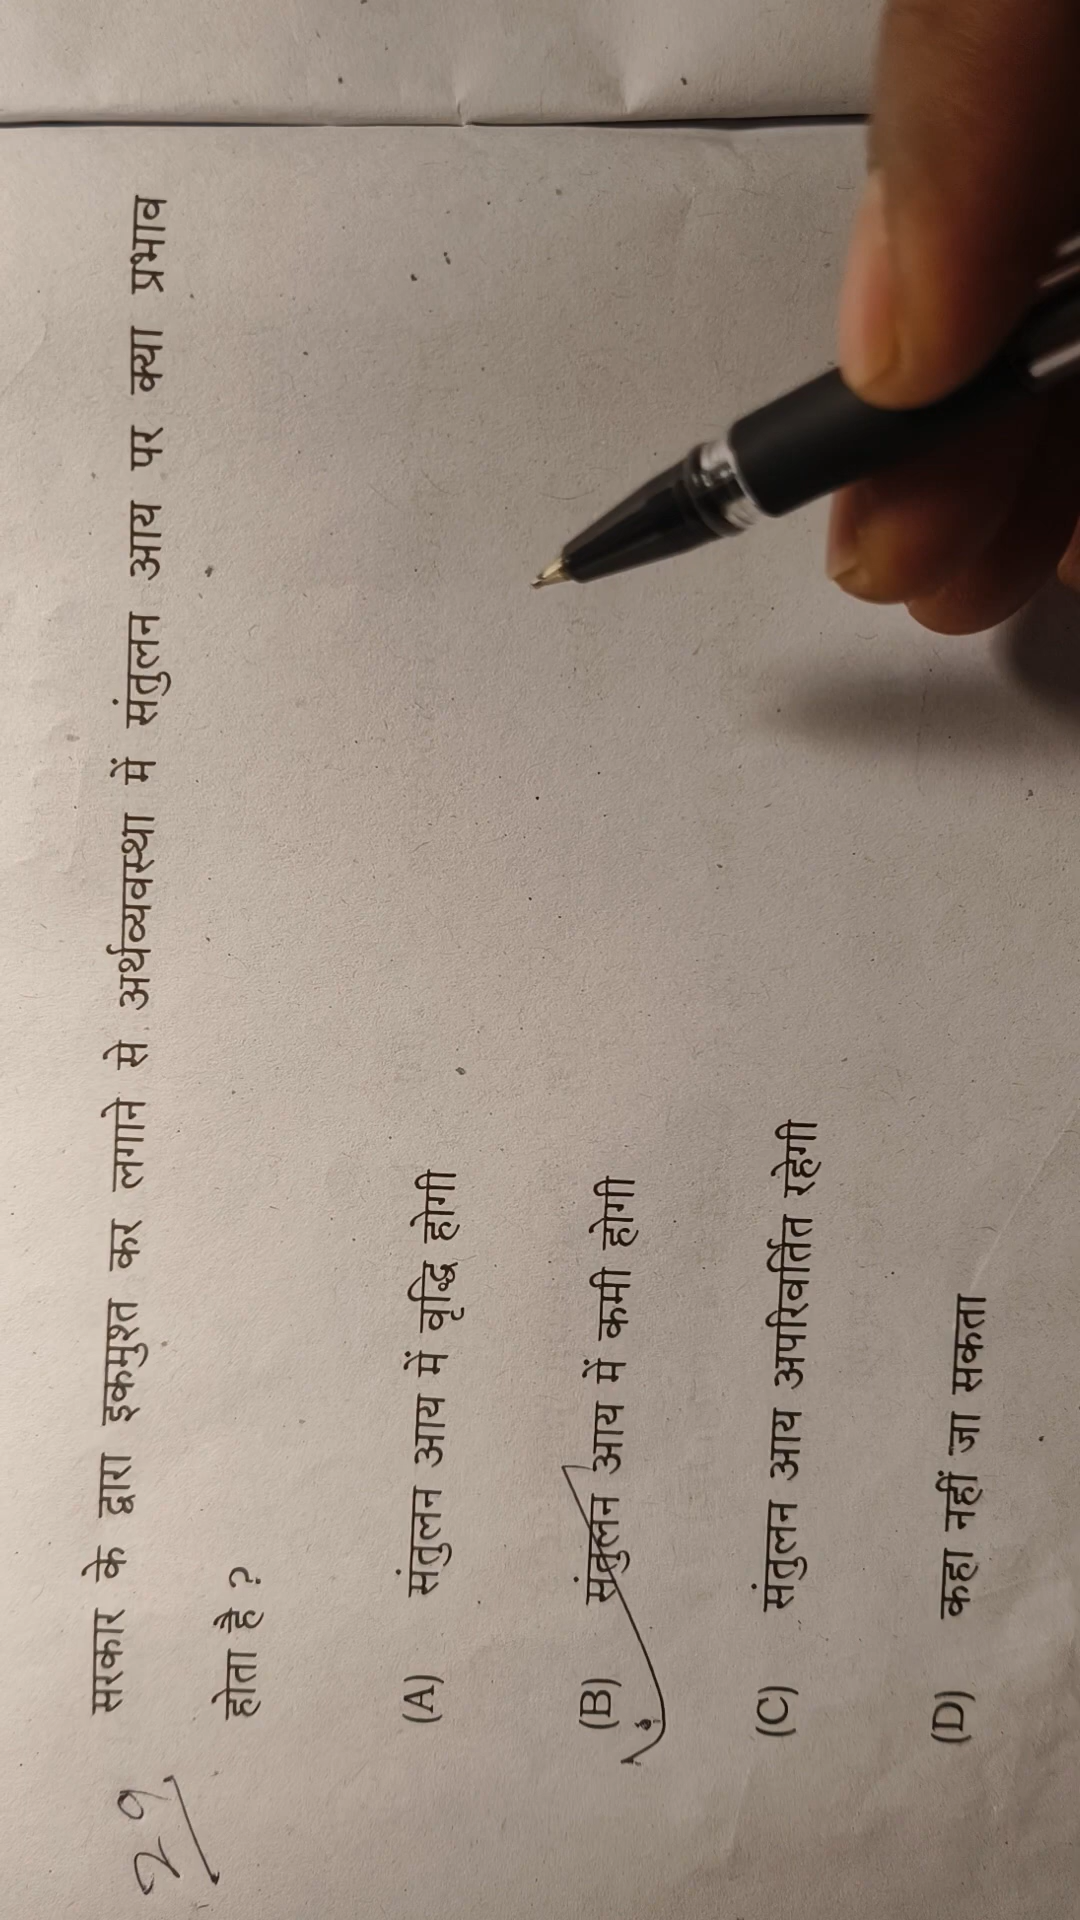 29 सरकार के द्वारा इकमुश्त कर लगाने से अर्थव्यवस्था में संतुलन आय पर क्या प्रभाव
होता है ?
(A) संतुलन आय में वृद्धि होगी
(B) संतुलन आय में कमी होगी
(C) संतुलन आय अपरिवर्तित रहेगी
(D) कहा नहीं जा सकता